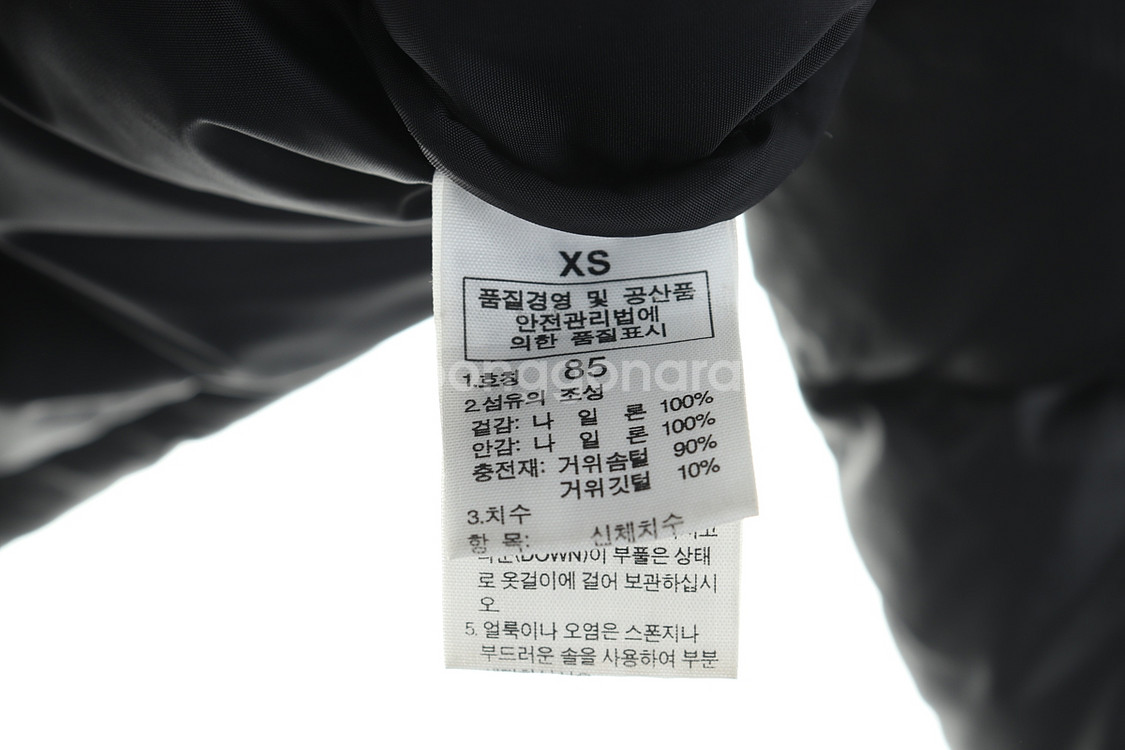 XS
품질경영 및 공산품
안전관리법에
의한 품질표시
1.호칭 85
2.섬유의 조성
겉감: 나 일 론 100%
안감: 나 일 론 100%
충전재: 거위솜털 90%
거위깃털 10%
3.치수
항 목: 신체치수
(DOWN)이 부풀은 상태
로 옷걸이에 걸어 보관하십시
오
5. 얼룩이나 오염은 스폰지나
부드러운 솔을 사용하여 부분